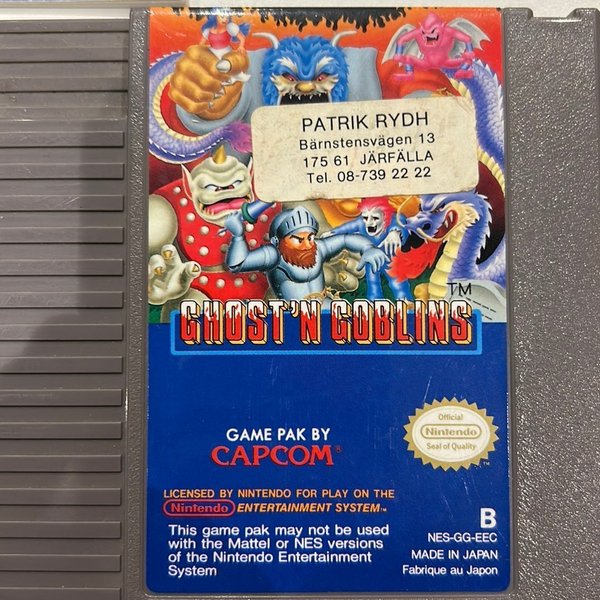 PATRIK RYDH
Bärnstensvägen 13
175 61 JÄRFÄLLA
Tel. 08-739 22 22
TM
GHOST'N GOBLINS
GAME PAK BY
CAPCOM®
Official
Nintendo
Seal of Quality
TM
LICENSED BY NINTENDO FOR PLAY ON THE
Nintendo ENTERTAINMENT SYSTEM™
This game pak may not be used
with the Mattel or NES versions
of the Nintendo Entertainment
System
B
NES-GG-EEC
MADE IN JAPAN
Fabrique au Japon